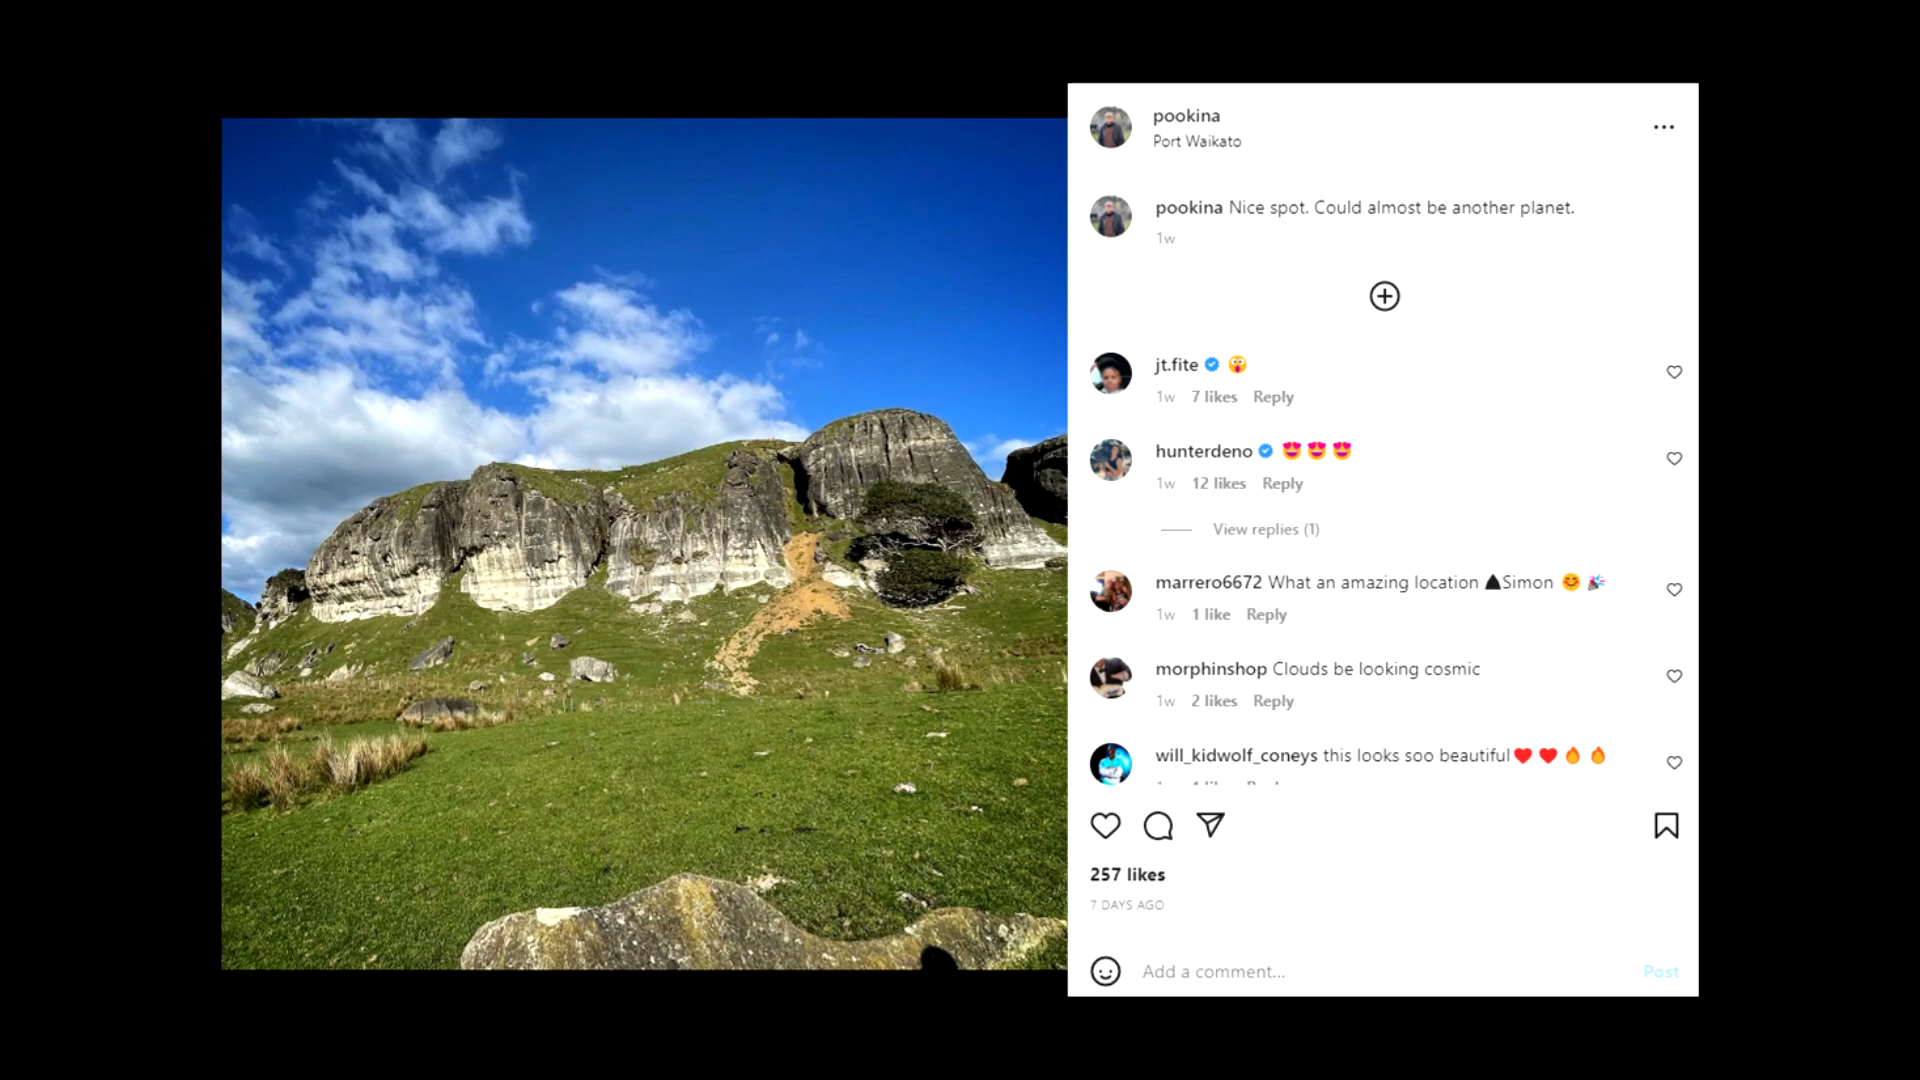 pookina
Port Waikato
pookina Nice spot. Could almost be another planet.
1w
jt.fite 😲
1w 7 likes Reply
hunterdeno 😍 😍 😍
1w 12 likes Reply
View replies (1)
marrero6672 What an amazing location ▲Simon 😊 🎉
1w 1 like Reply
morphinshop Clouds be looking cosmic
1w 2 likes Reply
will_kidwolf_coneys this looks soo beautiful❤️ ❤️ 🔥 🔥
257 likes
7 DAYS AGO
Add a comment...
Post